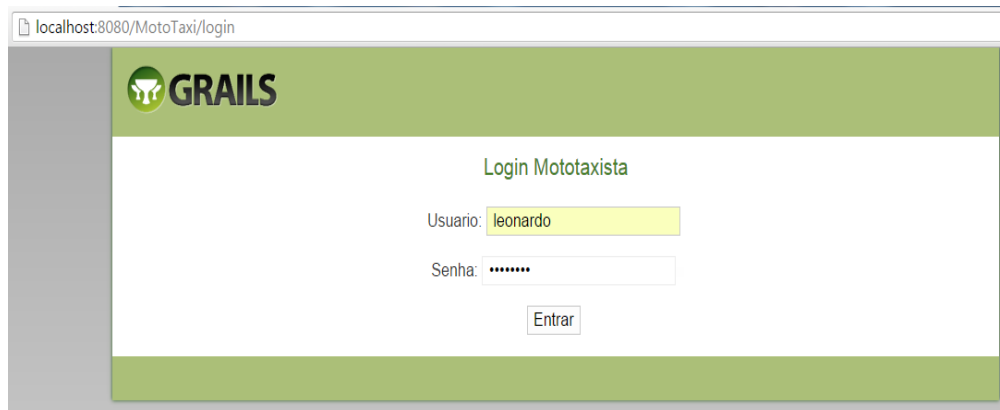 localhost:8080/MotoTaxi/login
GRAILS
Login Mototaxista
Usuario: leonardo
Senha: ••••••••
Entrar